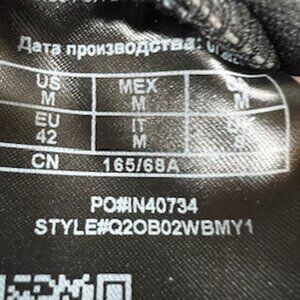 Дата производства:
US MEX
M M
EU IT
42 M
CN 165/68A
PO#IN40734
STYLE#Q2OB02WBMY1